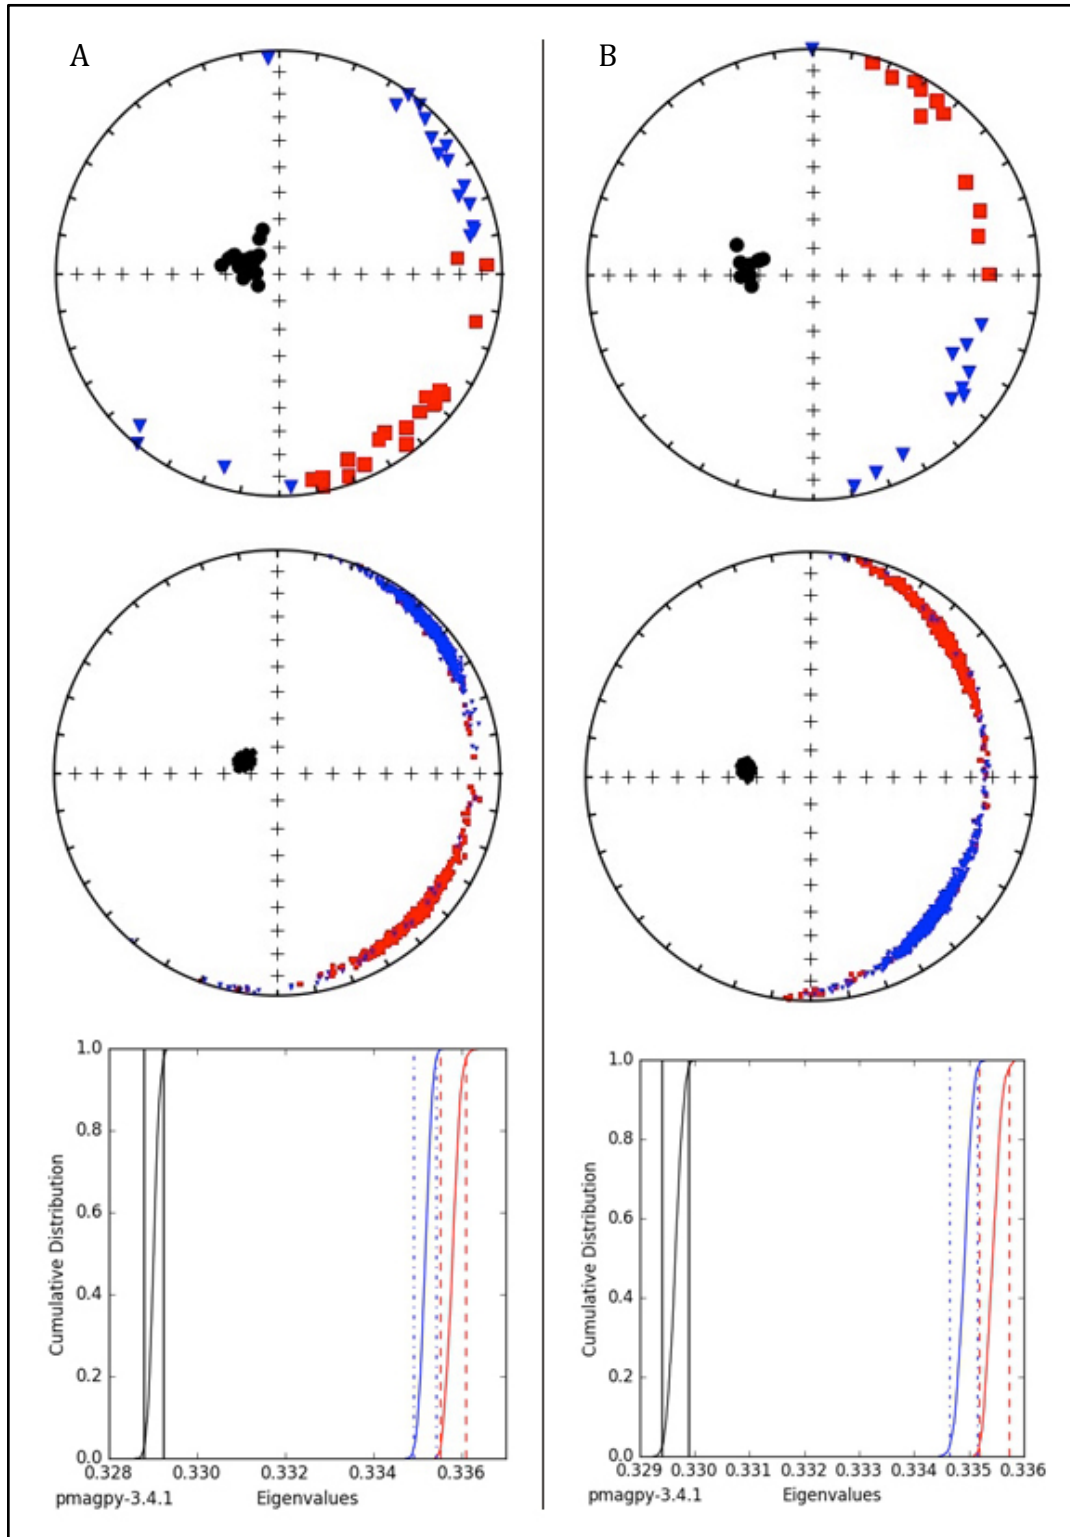 A
B
1.0
0.8
0.6
0.4
0.2
0.0
Cumulative Distribution
0.328 0.330 0.332 0.334 0.336
pmagpy-3.4.1 Eigenvalues
1.0
0.8
0.6
0.4
0.2
0.0
Cumulative Distribution
0.329 0.330 0.331 0.332 0.333 0.334 0.335 0.336
pmagpy-3.4.1 Eigenvalues